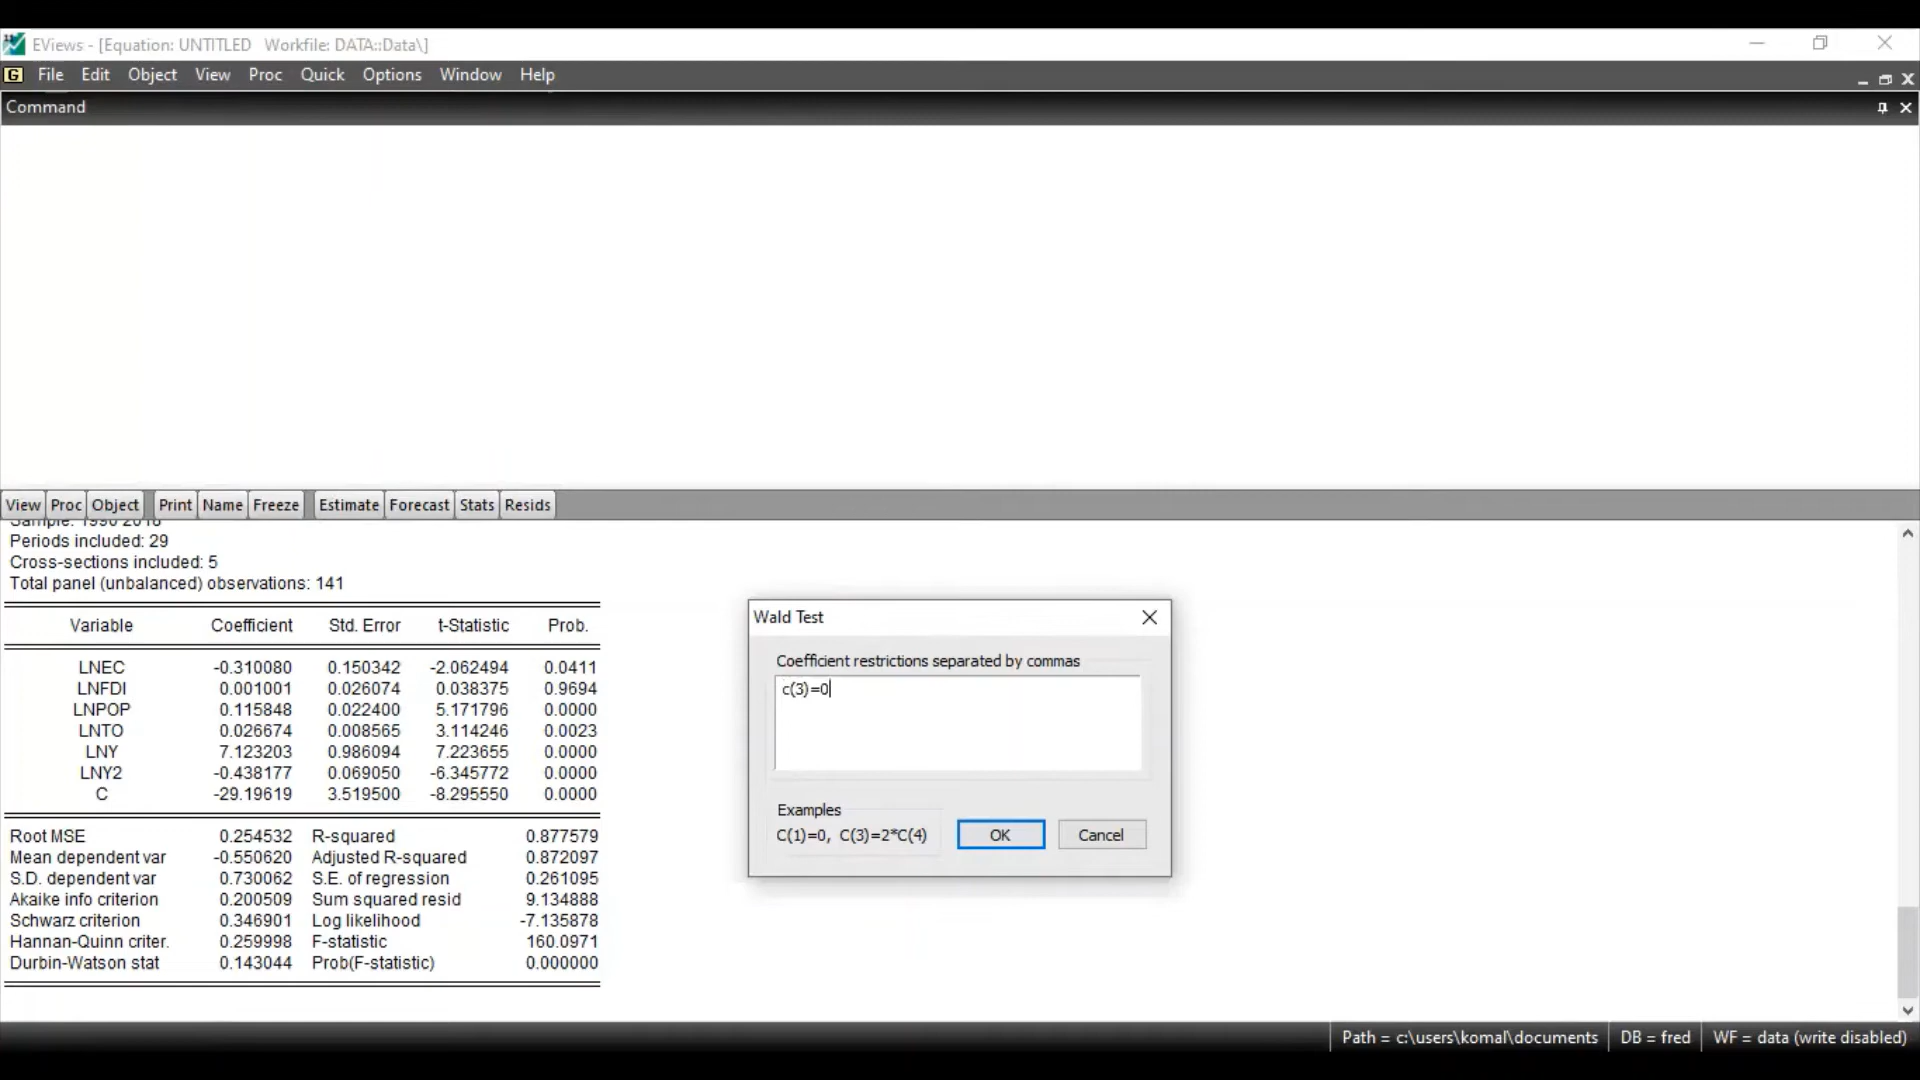 EViews - [Equation: UNTITLED   Workfile: DATA::Data\]
G File Edit Object View Proc Quick Options Window Help
Command
View Proc Object Print Name Freeze Estimate Forecast Stats Resids
Sample: 1990 2018
Periods included: 29
Cross-sections included: 5
Total panel (unbalanced) observations: 141
Variable Coefficient Std. Error t-Statistic Prob.
LNEC -0.310080 0.150342 -2.062494 0.0411
LNFDI 0.001001 0.026074 0.038375 0.9694
LNPOP 0.115848 0.022400 5.171796 0.0000
LNTO 0.026674 0.008565 3.114246 0.0023
LNY 7.123203 0.986094 7.223655 0.0000
LNY2 -0.438177 0.069050 -6.345772 0.0000
C -29.19619 3.519500 -8.295550 0.0000
Root MSE 0.254532 R-squared 0.877579
Mean dependent var -0.550620 Adjusted R-squared 0.872097
S.D. dependent var 0.730062 S.E. of regression 0.261095
Akaike info criterion 0.200509 Sum squared resid 9.134888
Schwarz criterion 0.346901 Log likelihood -7.135878
Hannan-Quinn criter. 0.259998 F-statistic 160.0971
Durbin-Watson stat 0.143044 Prob(F-statistic) 0.000000
Wald Test
Coefficient restrictions separated by commas
c(3)=0
Examples
C(1)=0, C(3)=2*C(4)
OK Cancel
Path = c:\users\komal\documents DB = fred WF = data (write disabled)